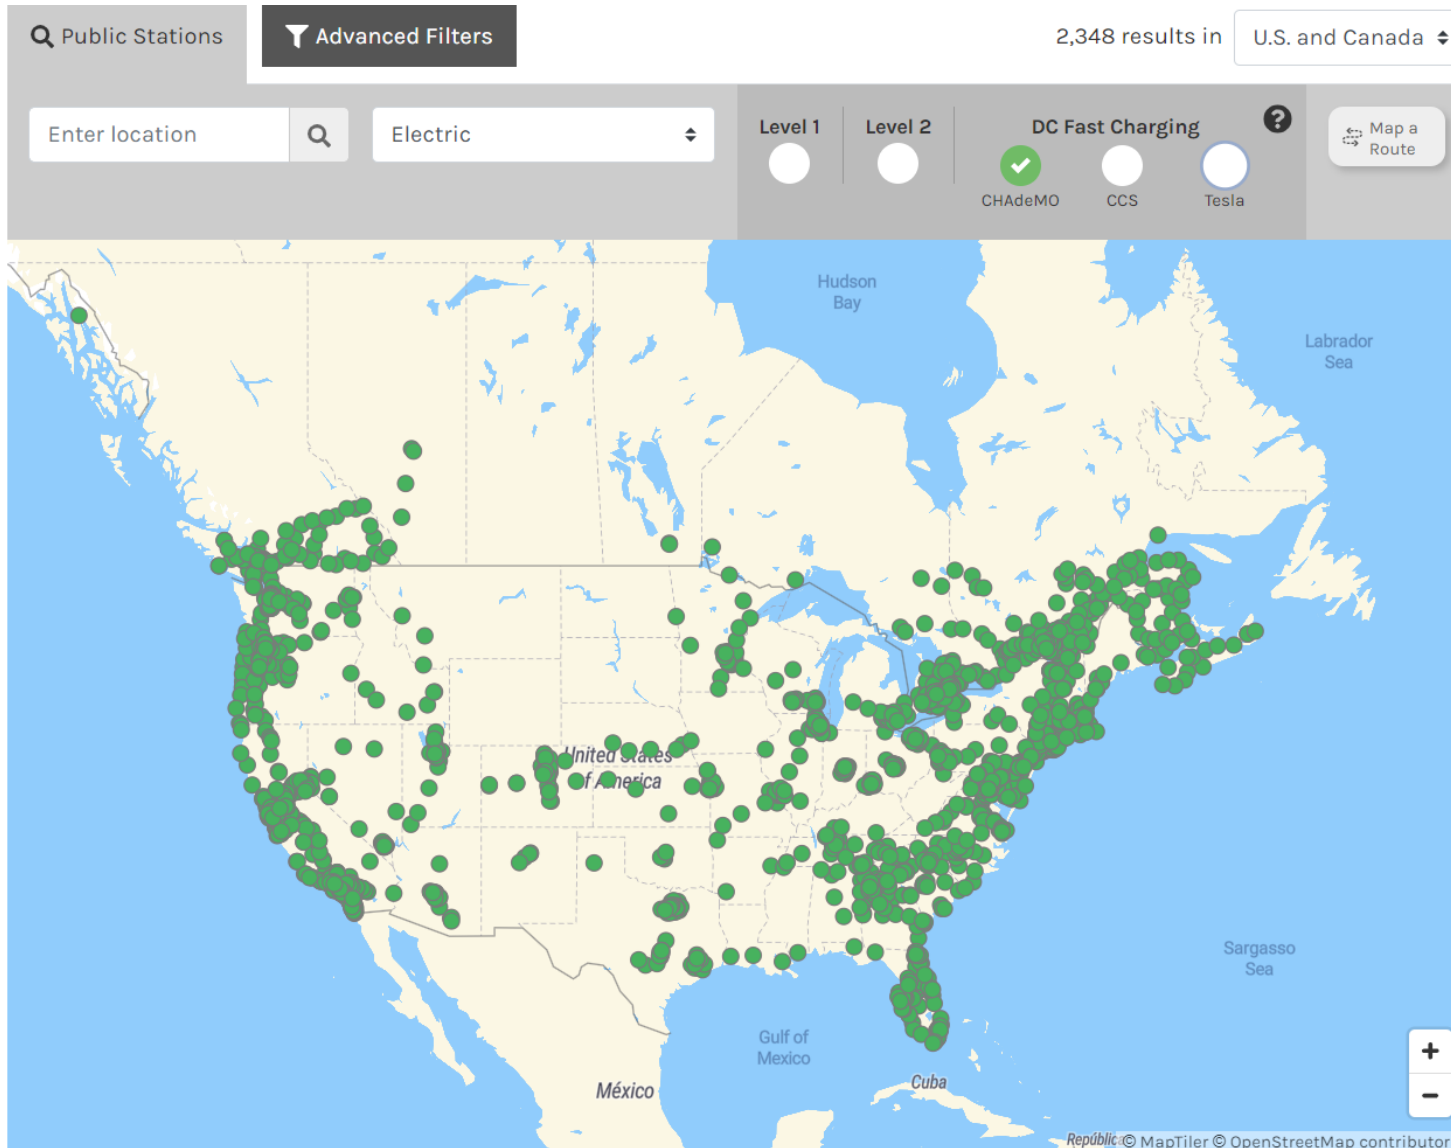 Public Stations
Advanced Filters
2,348 results in
U.S. and Canada
Enter location
Electric
Level 1
Level 2
DC Fast Charging
?
CHAdeMO
CCS
Tesla
Map a
Route
Hudson
Bay
Labrador
Sea
United States
of America
Sargasso
Sea
Gulf of
Mexico
México
Cuba
+
−
© MapTiler © OpenStreetMap contributor